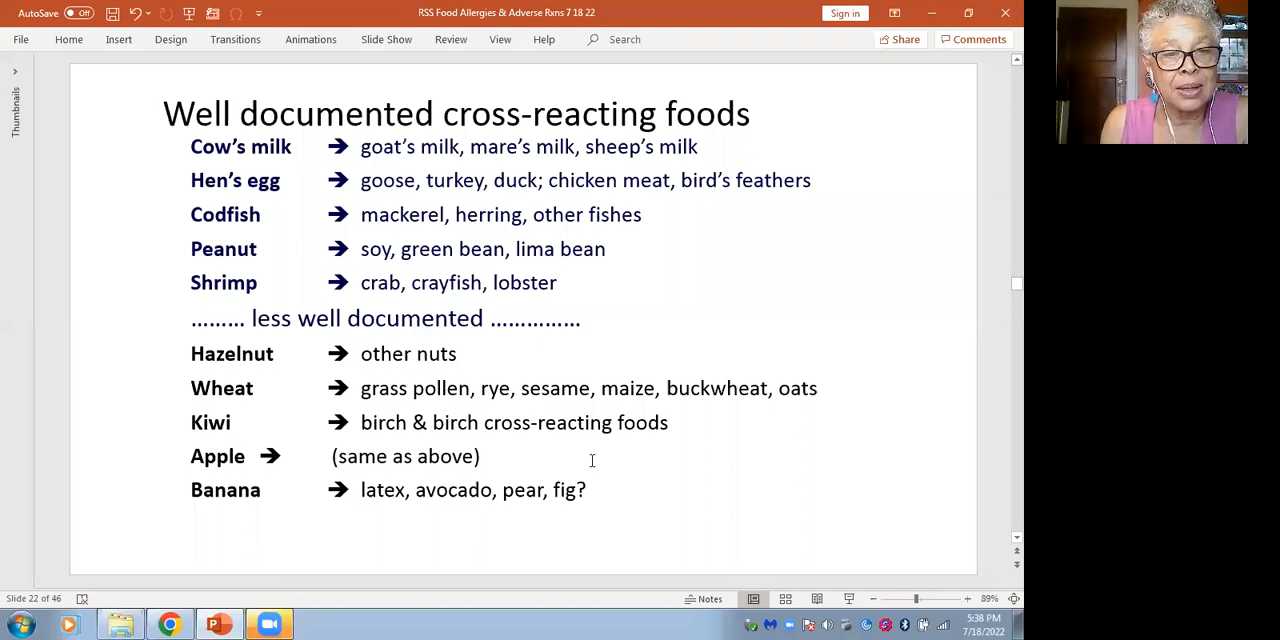 AutoSave Off RSS Food Allergies & Adverse Rxns 7 18 22 Sign in
File Home Insert Design Transitions Animations Slide Show Review View Help Search Share Comments
Thumbnails
Well documented cross-reacting foods
Cow's milk ➔ goat's milk, mare's milk, sheep's milk
Hen's egg ➔ goose, turkey, duck; chicken meat, bird's feathers
Codfish ➔ mackerel, herring, other fishes
Peanut ➔ soy, green bean, lima bean
Shrimp ➔ crab, crayfish, lobster
......... less well documented ...............
Hazelnut ➔ other nuts
Wheat ➔ grass pollen, rye, sesame, maize, buckwheat, oats
Kiwi ➔ birch & birch cross-reacting foods
Apple ➔ (same as above)
Banana ➔ latex, avocado, pear, fig?
Slide 22 of 46 Notes 89%
5:38 PM
7/18/2022